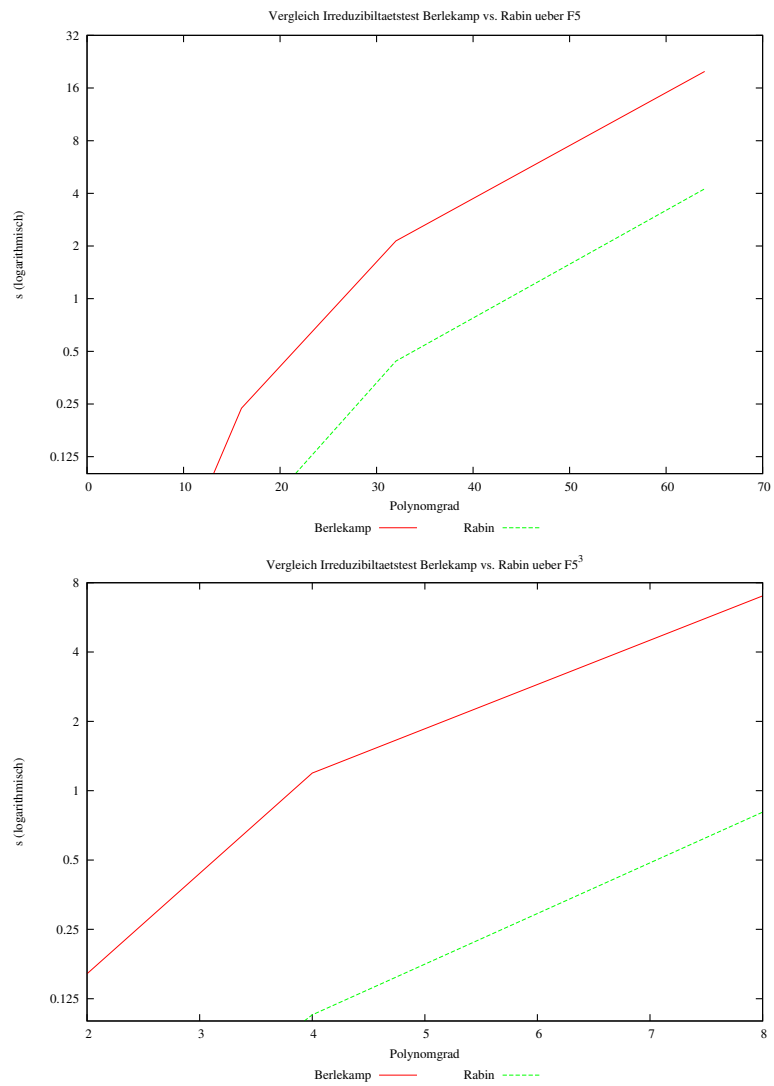 Vergleich Irreduzibiltaetstest Berlekamp vs. Rabin ueber F5
32
16
8
4
2
1
0.5
0.25
0.125
s (logarithmisch)
0 10 20 30 40 50 60 70
Polynomgrad
Berlekamp Rabin
Vergleich Irreduzibiltaetstest Berlekamp vs. Rabin ueber F5³
8
4
2
1
0.5
0.25
0.125
s (logarithmisch)
2 3 4 5 6 7 8
Polynomgrad
Berlekamp Rabin